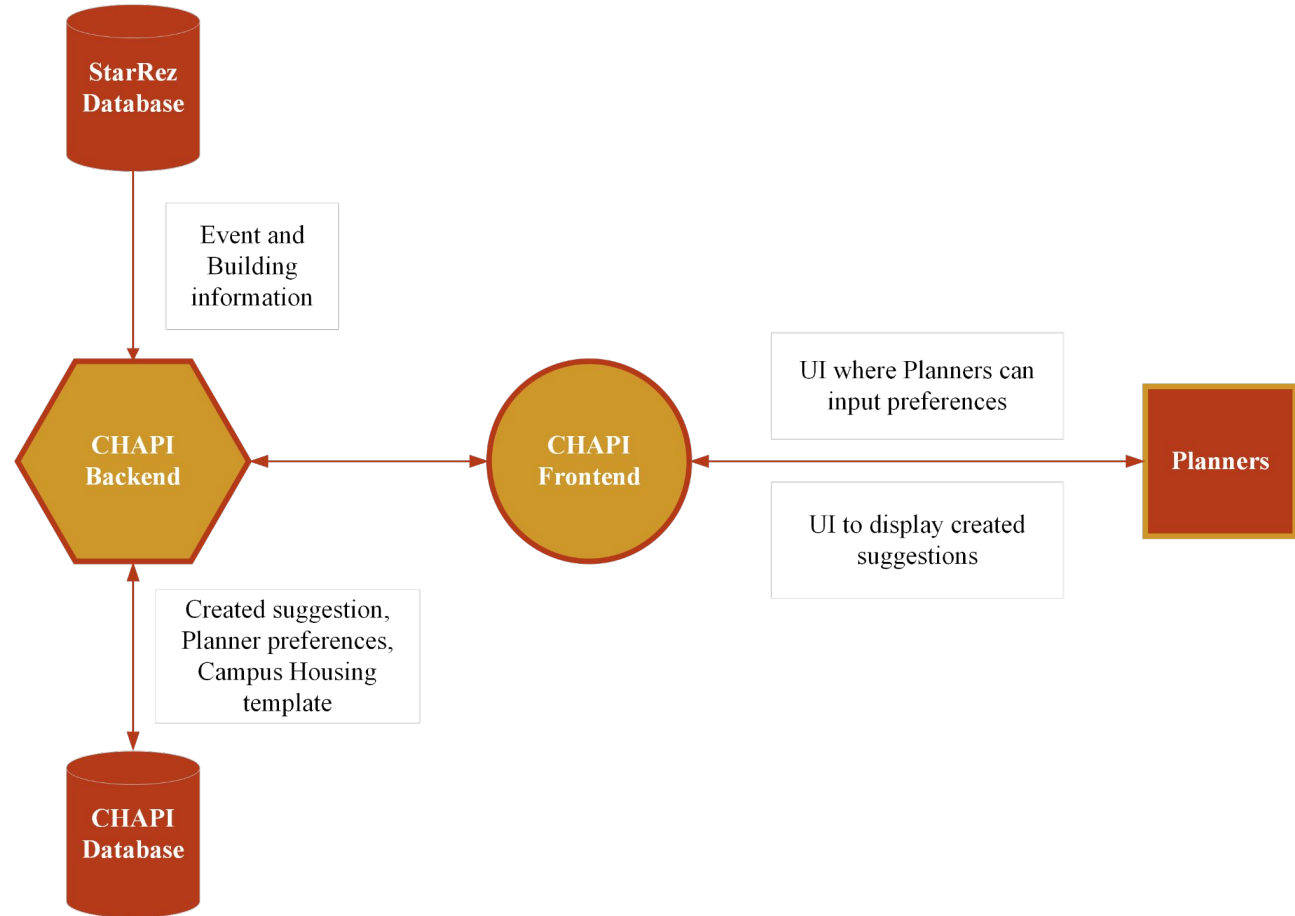 StarRez
Database
Event and
Building
information
CHAPI
Backend
CHAPI
Frontend
UI where Planners can
input preferences
Planners
UI to display created
suggestions
Created suggestion,
Planner preferences,
Campus Housing
template
CHAPI
Database